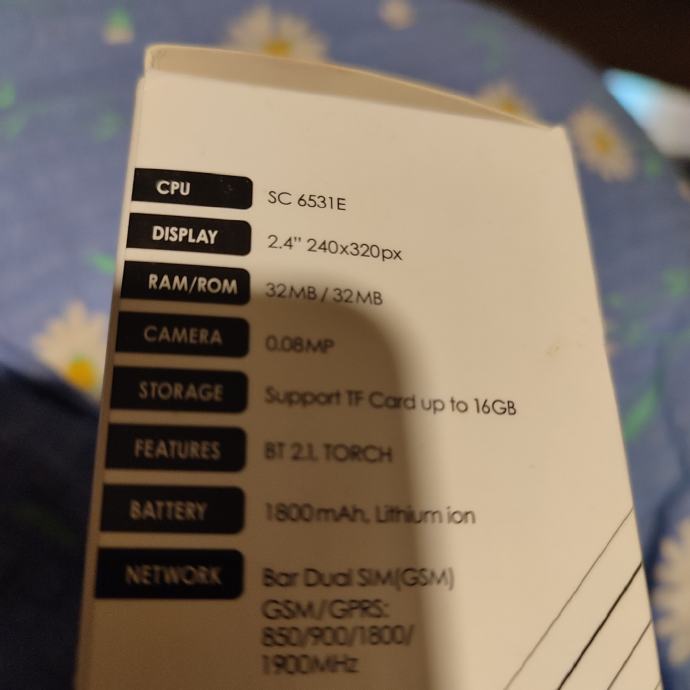 CPU SC 6531E
DISPLAY 2.4" 240x320px
RAM/ROM 32MB / 32MB
CAMERA 0.08MP
STORAGE Support TF Card up to 16GB
FEATURES BT 2.1, TORCH
BATTERY 1800mAh, Lithium ion
NETWORK Bar Dual SIM(GSM)
GSM/GPRS:
850/900/1800/
1900MHz